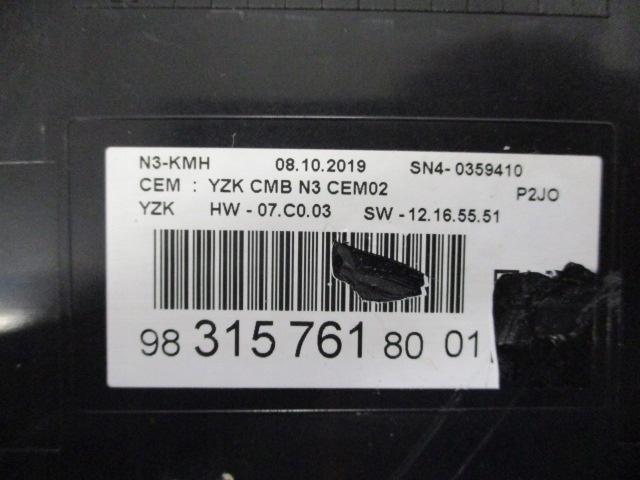 N3-KMH 08.10.2019 SN4- 0359410
CEM : YZK CMB N3 CEM02 P2JO
YZK HW - 07.C0.03 SW - 12.16.55.51
98 315 761 80 01